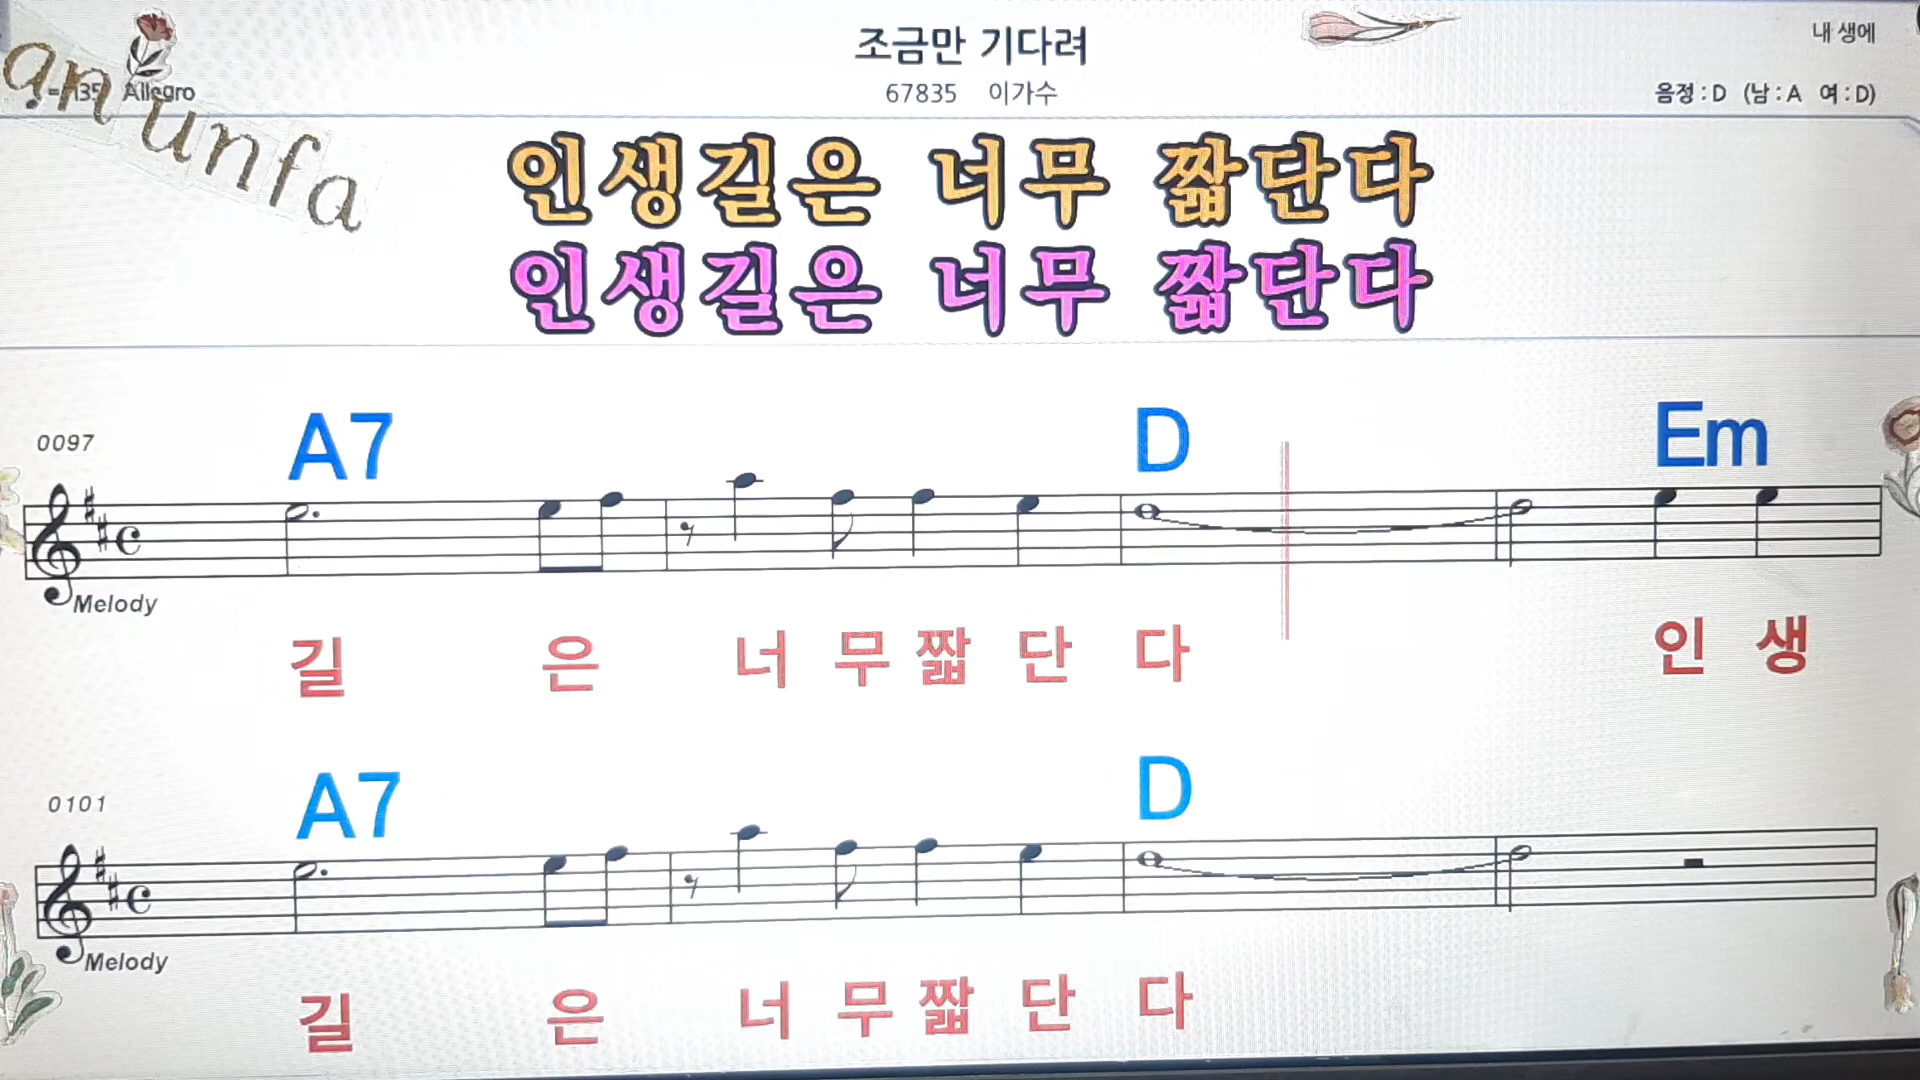 조금만 기다려
내 생에
an unfa
=135 Allegro
67835 이가수
음정 : D (남 : A 여 : D)
인생길은 너무 짧단다
인생길은 너무 짧단다
0097
A7 D Em
Melody
길 은 너 무 짧 단 다 인 생
0101
A7 D
Melody
길 은 너 무 짧 단 다